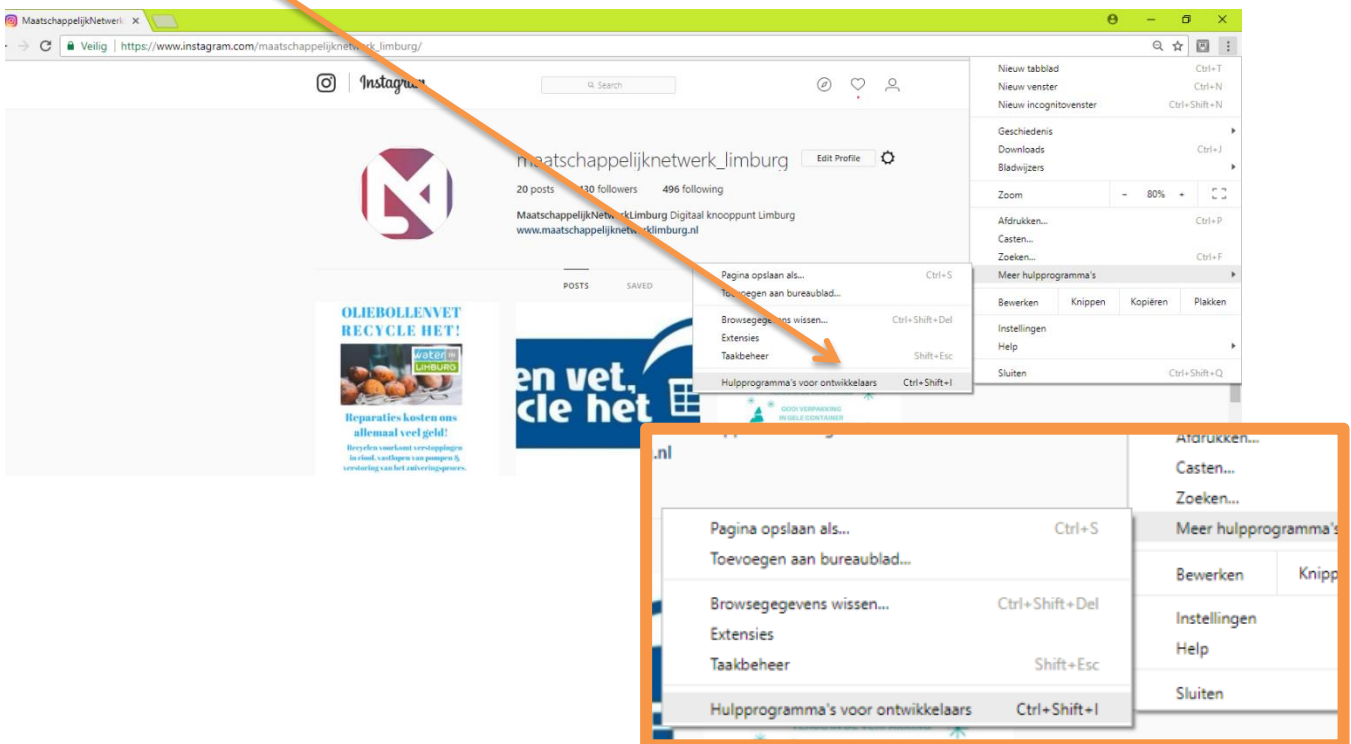 MaatschappelijkNetwerk
Veilig | https://www.instagram.com/maatschappelijknetwerk_limburg/
Instagram
Search
maatschappelijknetwerk_limburg Edit Profile
20 posts 430 followers 496 following
MaatschappelijkNetwerkLimburg Digitaal knooppunt Limburg
www.maatschappelijknetwerklimburg.nl
POSTS SAVED
OLIEBOLLENVET
RECYCLE HET!
water in
LIMBURG
Reparaties kosten ons
allemaal veel geld!
Recyclen voorkomt verstoppingen
in riool, vastlopen van pompen &
verstoring van het zuiveringsproces.
en vet,
cle het
GOOI VERPAKKING
IN GELE CONTAINER
Nieuw tabblad Ctrl+T
Nieuw venster Ctrl+N
Nieuw incognitovenster Ctrl+Shift+N
Geschiedenis
Downloads Ctrl+J
Bladwijzers
Zoom - 80% +
Afdrukken... Ctrl+P
Casten...
Zoeken... Ctrl+F
Meer hulpprogramma's
Bewerken Knippen Kopiëren Plakken
Instellingen
Help
Sluiten Ctrl+Shift+Q
Pagina opslaan als... Ctrl+S
Toevoegen aan bureaublad...
Browsegegevens wissen... Ctrl+Shift+Del
Extensies
Taakbeheer Shift+Esc
Hulpprogramma's voor ontwikkelaars Ctrl+Shift+I
.nl
Afdrukken...
Casten...
Zoeken...
Meer hulpprogramma's
Bewerken Knipp
Instellingen
Help
Sluiten
Pagina opslaan als... Ctrl+S
Toevoegen aan bureaublad...
Browsegegevens wissen... Ctrl+Shift+Del
Extensies
Taakbeheer Shift+Esc
Hulpprogramma's voor ontwikkelaars Ctrl+Shift+I